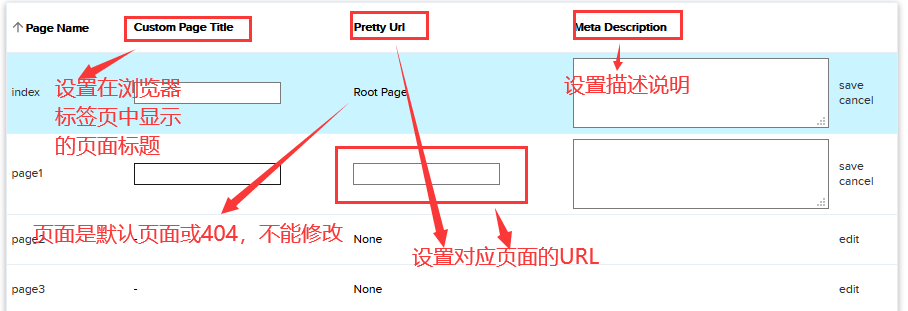 Page Name Custom Page Title Pretty Url Meta Description
index 设置在浏览器 Root Page 设置描述说明 save
标签页中显示 cancel
的页面标题
page1 save
cancel
页面是默认页面或404，不能修改
page2 - None edit
设置对应页面的URL
page3 - None edit